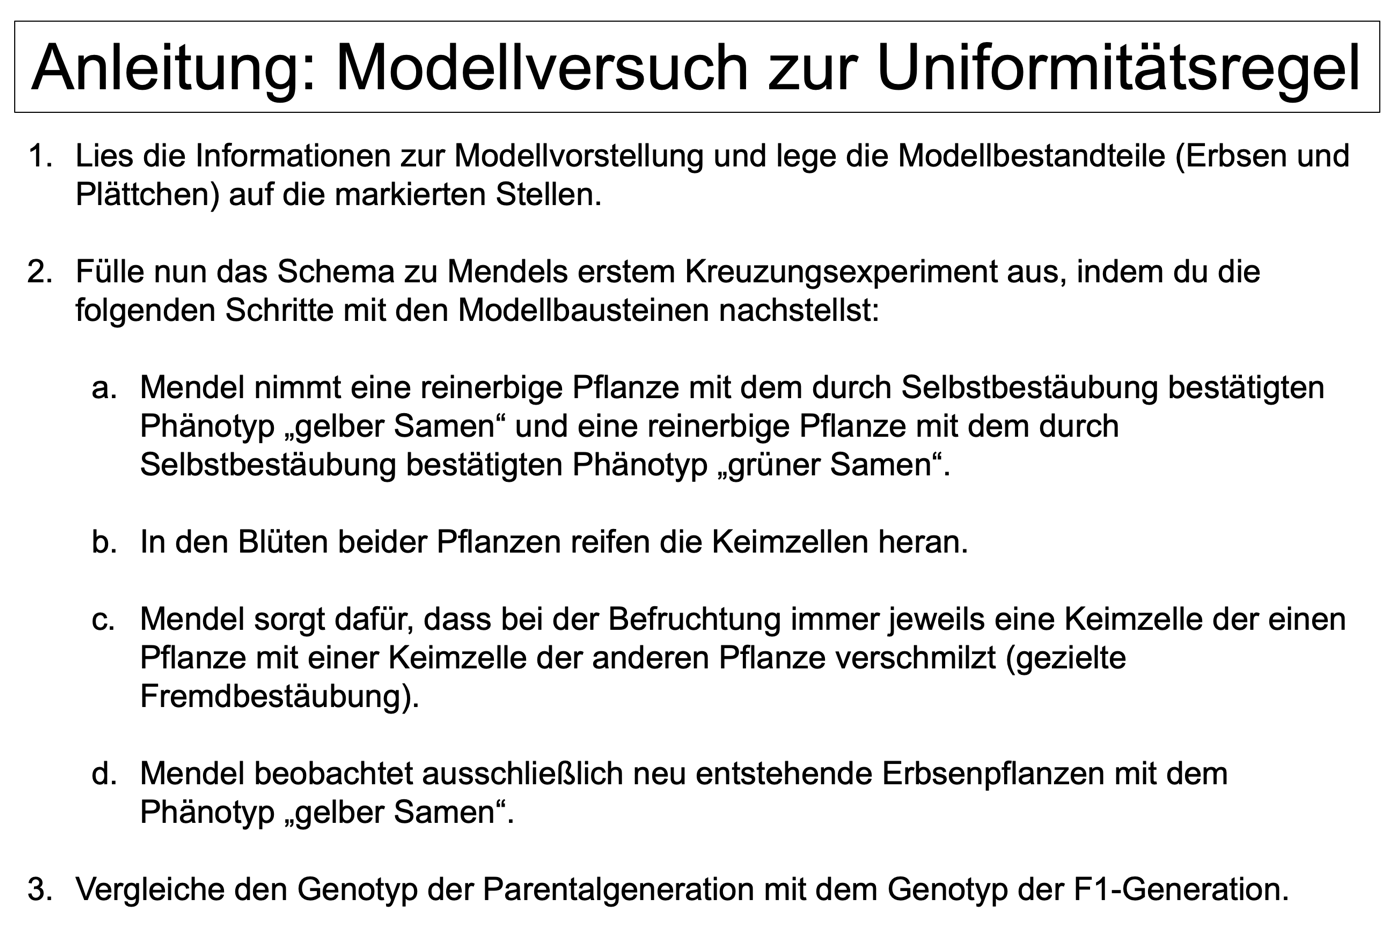 Anleitung: Modellversuch zur Uniformitätsregel
1. Lies die Informationen zur Modellvorstellung und lege die Modellbestandteile (Erbsen und
Plättchen) auf die markierten Stellen.
2. Fülle nun das Schema zu Mendels erstem Kreuzungsexperiment aus, indem du die
folgenden Schritte mit den Modellbausteinen nachstellst:
a. Mendel nimmt eine reinerbige Pflanze mit dem durch Selbstbestäubung bestätigten
Phänotyp „gelber Samen“ und eine reinerbige Pflanze mit dem durch
Selbstbestäubung bestätigten Phänotyp „grüner Samen“.
b. In den Blüten beider Pflanzen reifen die Keimzellen heran.
c. Mendel sorgt dafür, dass bei der Befruchtung immer jeweils eine Keimzelle der einen
Pflanze mit einer Keimzelle der anderen Pflanze verschmilzt (gezielte
Fremdbestäubung).
d. Mendel beobachtet ausschließlich neu entstehende Erbsenpflanzen mit dem
Phänotyp „gelber Samen“.
3. Vergleiche den Genotyp der Parentalgeneration mit dem Genotyp der F1-Generation.